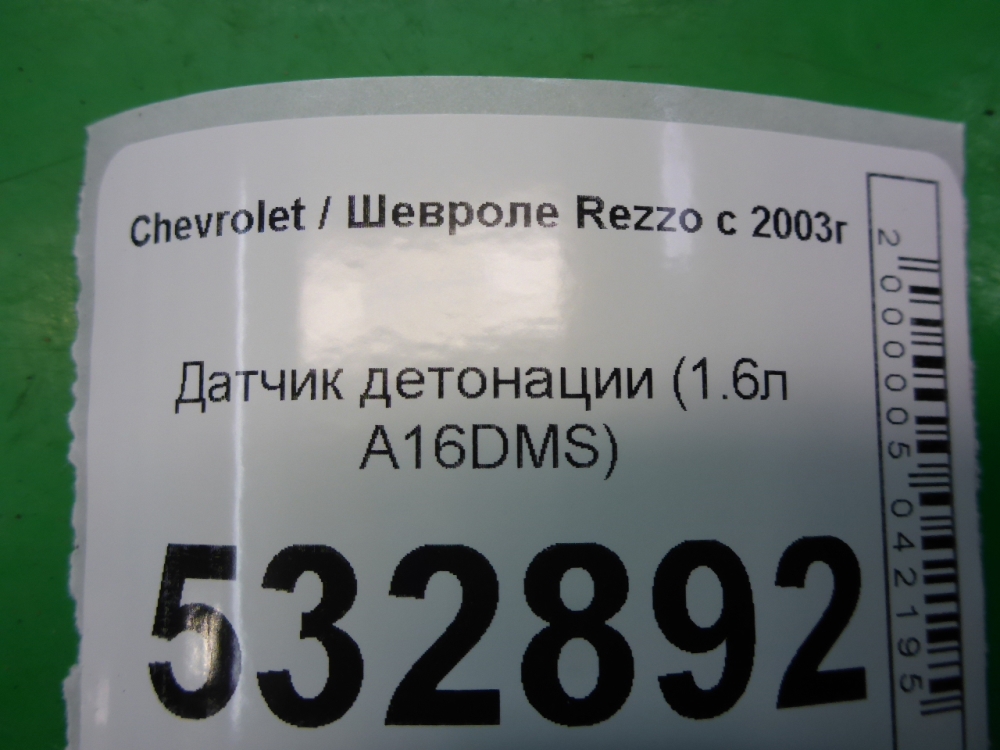 Chevrolet / Шевроле Rezzo с 2003г
Датчик детонации (1.6л
A16DMS)
532892
2000005042195